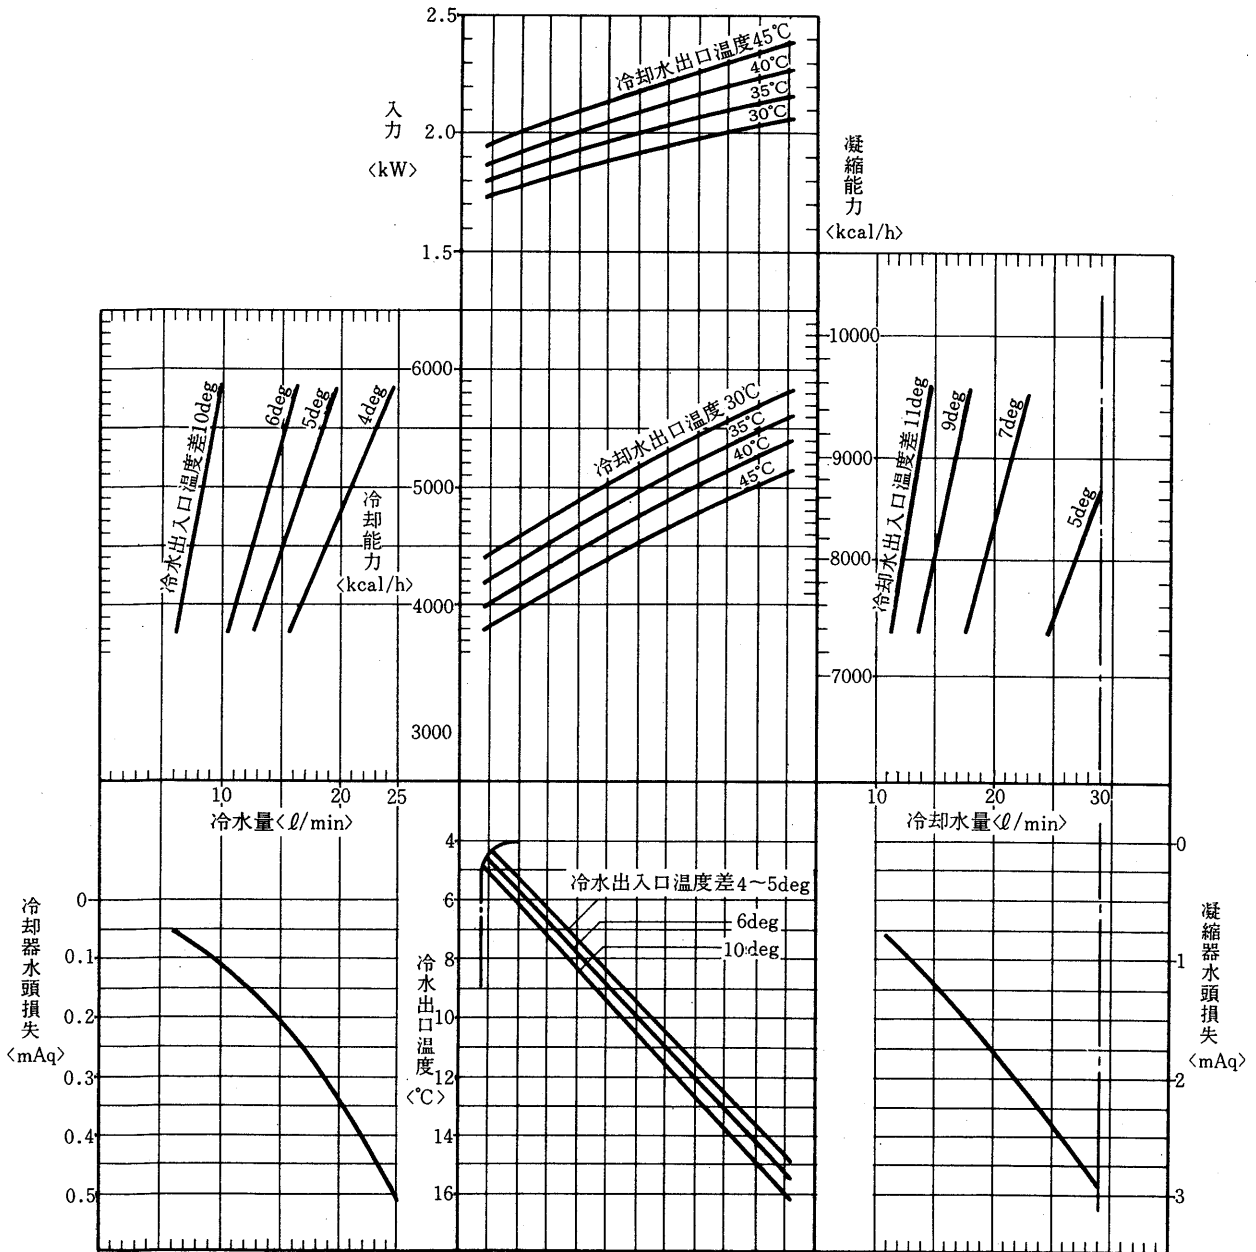 2.5
2.0
1.5
入力
<kW>
冷却水出口温度45℃
40℃
35℃
30℃
凝縮能力
<kcal/h>
6000
5000
4000
3000
冷却能力
<kcal/h>
冷水出入口温度差10deg
6deg
5deg
4deg
冷却水出口温度30℃
35℃
40℃
45℃
10000
9000
8000
7000
冷却水出入口温度差11deg
9deg
7deg
5deg
10
20
25
冷水量<ℓ/min>
10
20
30
冷却水量<ℓ/min>
冷却器水頭損失
<mAq>
0
0.1
0.2
0.3
0.4
0.5
冷水出口温度
<℃>
4
6
8
10
12
14
16
冷水出入口温度差4~5deg
6deg
10deg
0
1
2
3
凝縮器水頭損失
<mAq>